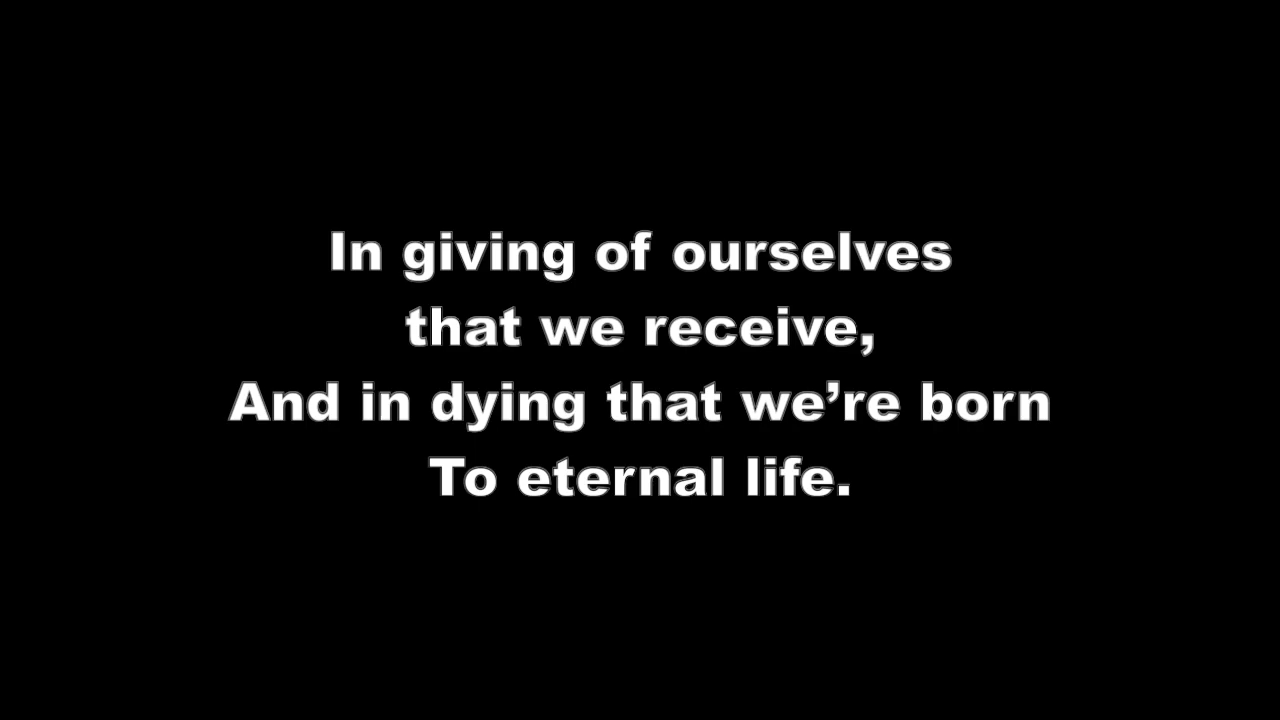 In giving of ourselves
that we receive,
And in dying that we’re born
To eternal life.